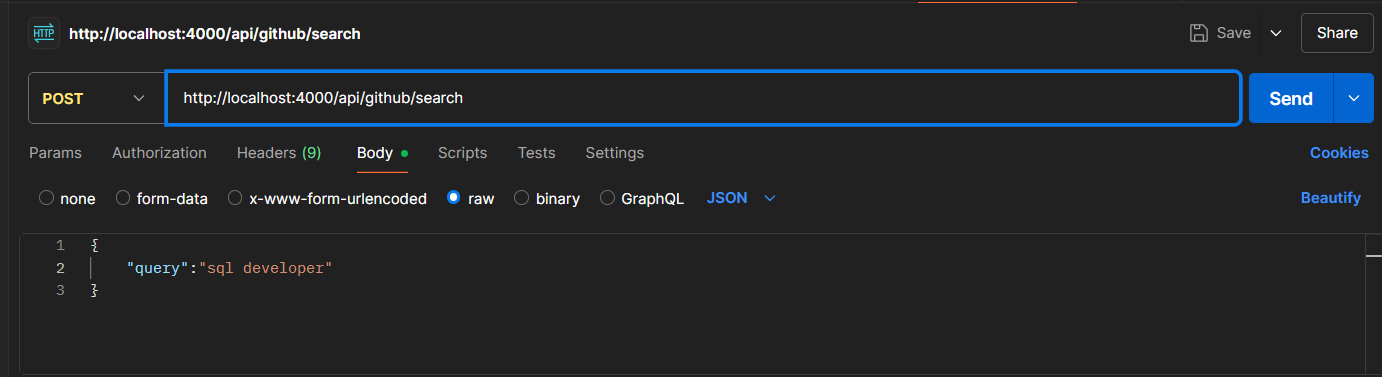 HTTP http://localhost:4000/api/github/search Save Share
POST http://localhost:4000/api/github/search Send
Params Authorization Headers (9) Body Scripts Tests Settings Cookies
none form-data x-www-form-urlencoded raw binary GraphQL JSON Beautify
1 {
2 "query":"sql developer"
3 }